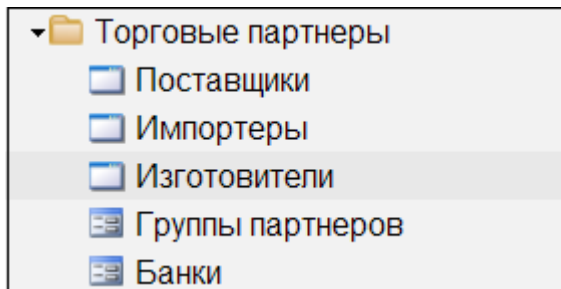 Торговые партнеры
Поставщики
Импортеры
Изготовители
Группы партнеров
Банки